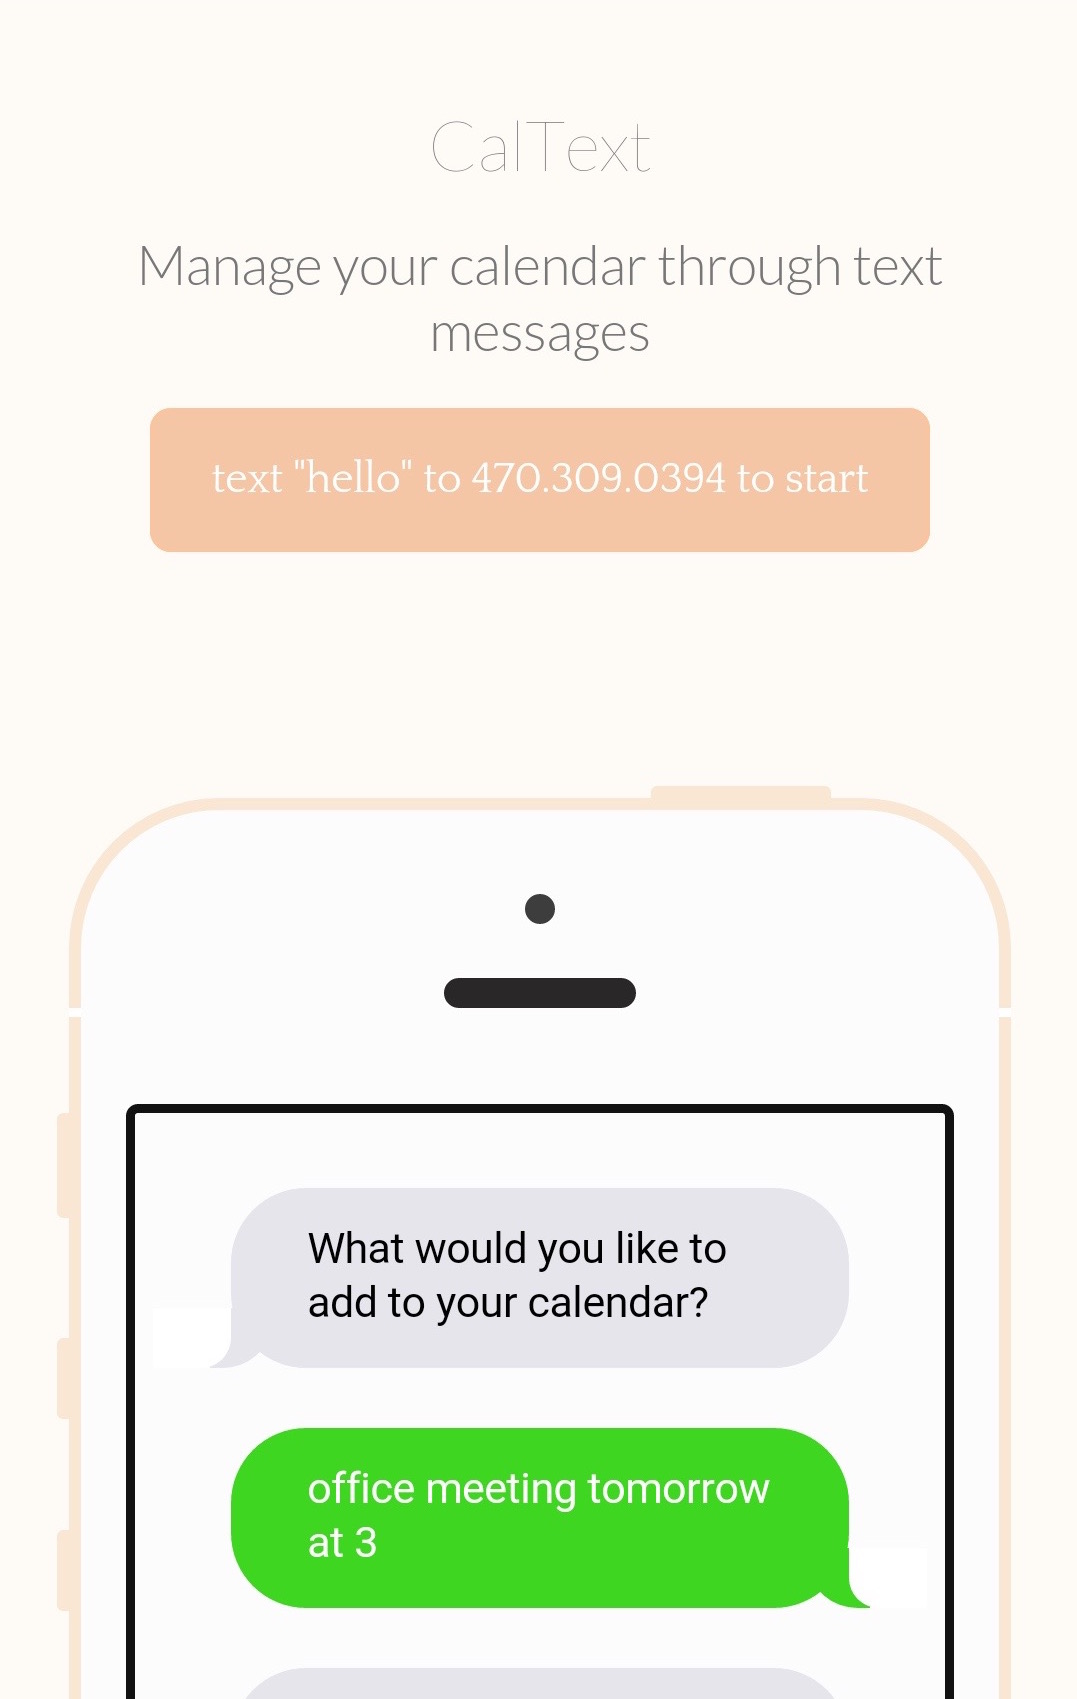 CalText
Manage your calendar through text
messages
text "hello" to 470.309.0394 to start
What would you like to
add to your calendar?
office meeting tomorrow
at 3